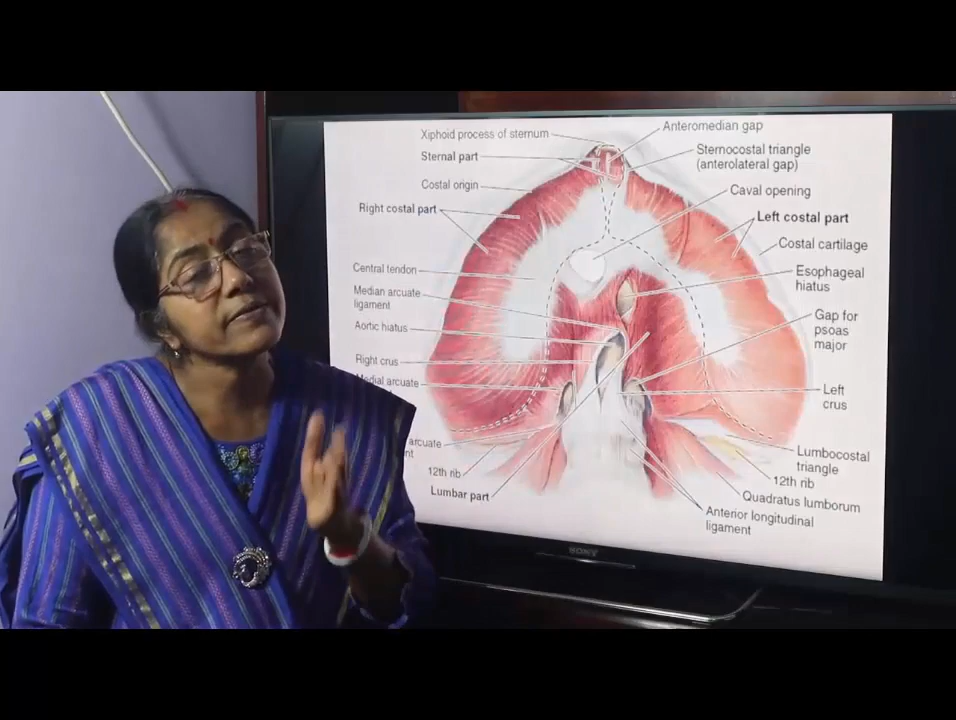 Xiphoid process of sternum
Sternal part
Costal origin
Right costal part
Central tendon
Median arcuate
ligament
Aortic hiatus
Right crus
Medial arcuate
arcuate
nt
12th rib
Lumbar part
Anteromedian gap
Sternocostal triangle
(anterolateral gap)
Caval opening
Left costal part
Costal cartilage
Esophageal
hiatus
Gap for
psoas
major
Left
crus
Lumbocostal
triangle
12th rib
Quadratus lumborum
Anterior longitudinal
ligament
SONY